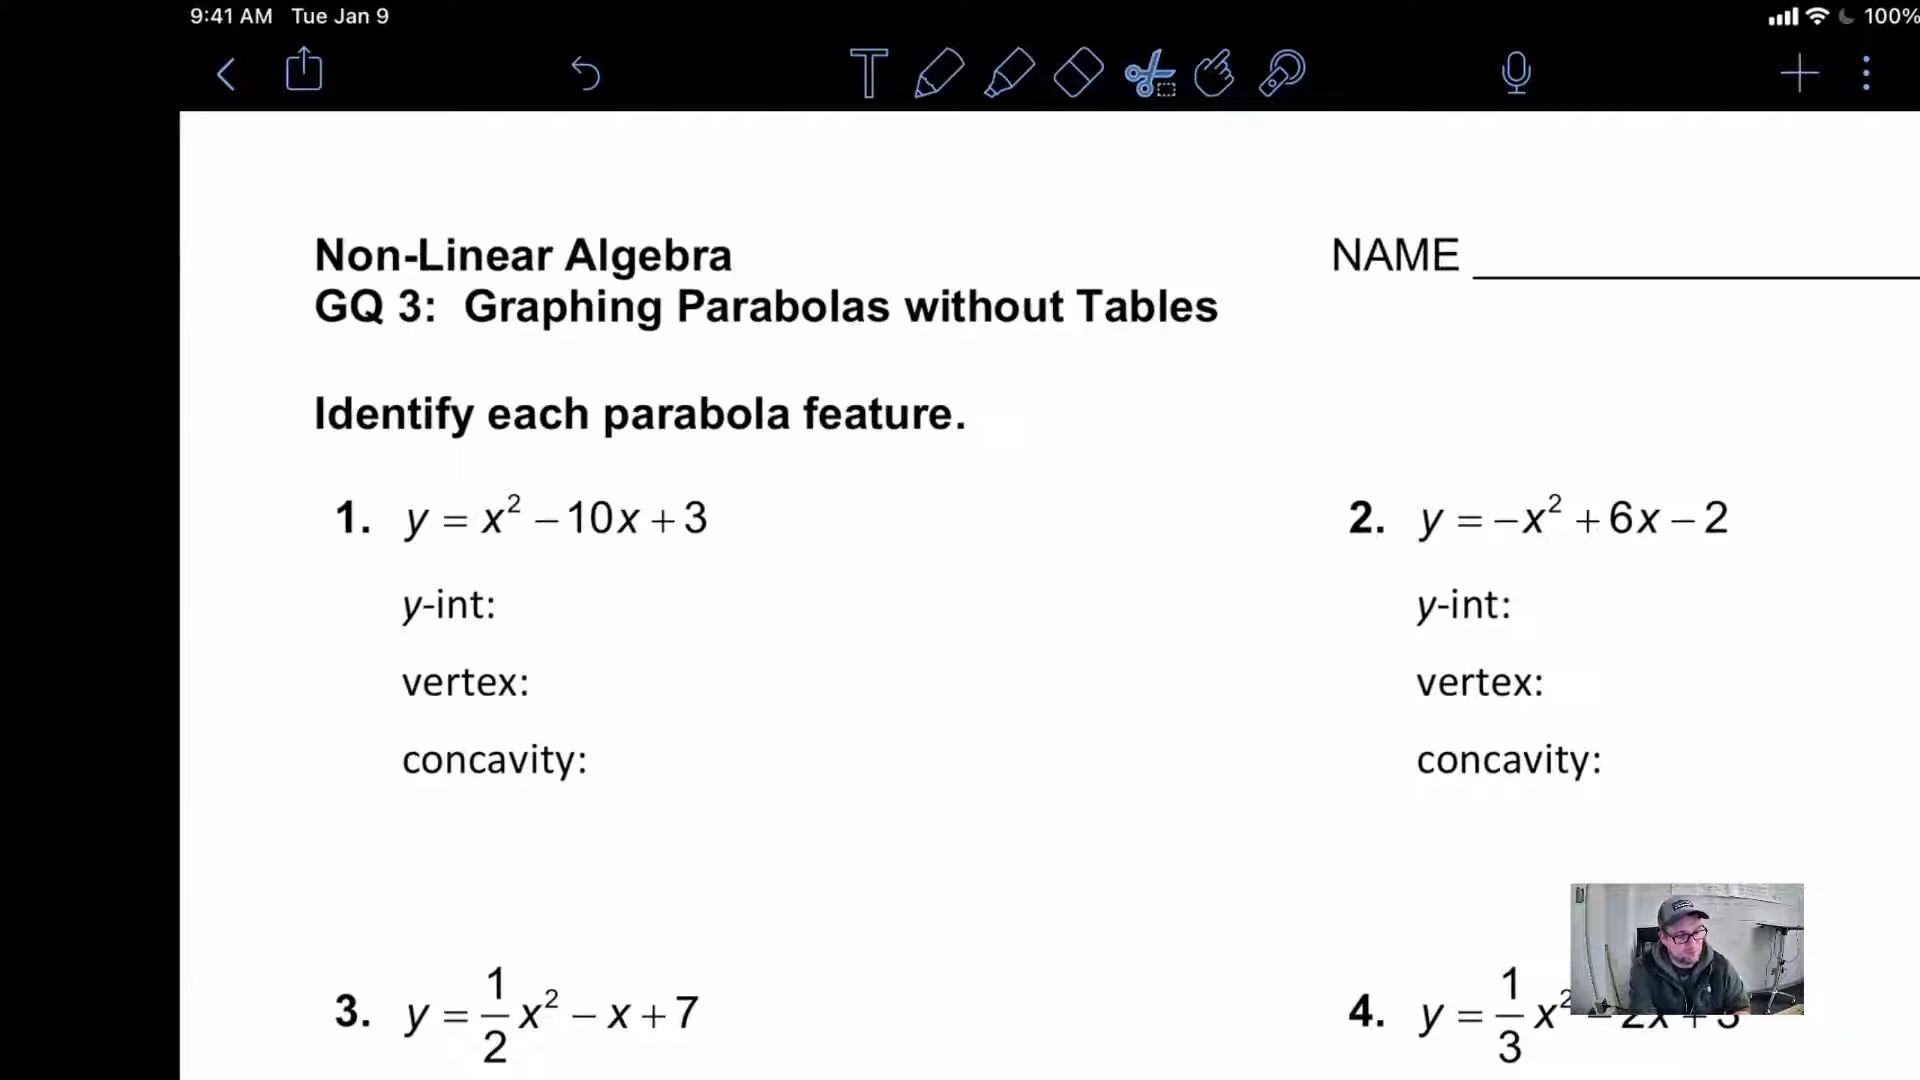 9:41 AM Tue Jan 9
100%
T
Non-Linear Algebra
NAME
GQ 3: Graphing Parabolas without Tables
Identify each parabola feature.
1. y = x² − 10x + 3
2. y = −x² + 6x − 2
y-int:
y-int:
vertex:
vertex:
concavity:
concavity:
3. y = 1/2 x² − x + 7
4. y = 1/3 x²